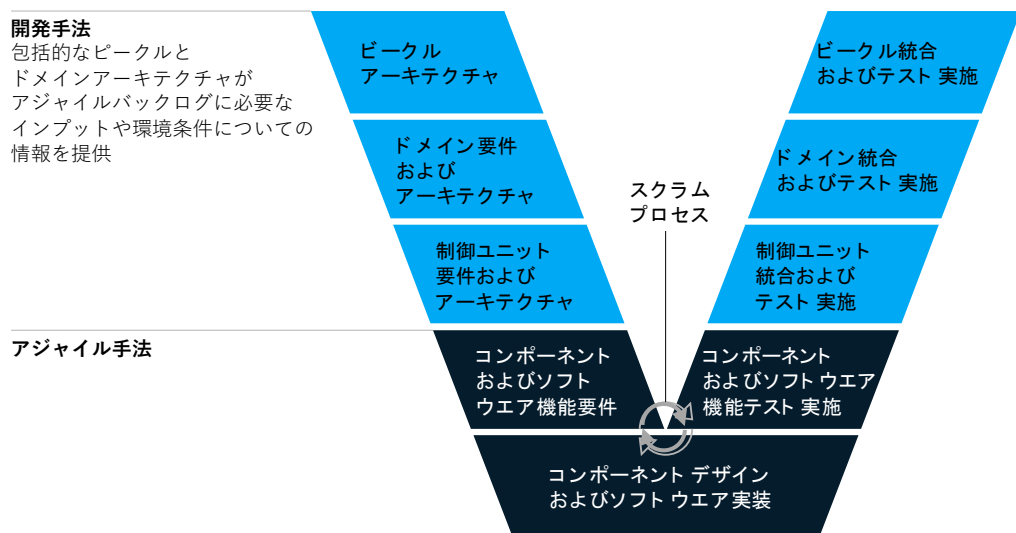 開発手法
包括的なビークルと
ドメインアーキテクチャが
アジャイルバックログに必要な
インプットや環境条件についての
情報を提供
ビークル
アーキテクチャ
ビークル統合
およびテスト 実施
ドメイン要件
および
アーキテクチャ
ドメイン統合
およびテスト 実施
スクラム
プロセス
制御ユニット
要件および
アーキテクチャ
制御ユニット
統合および
テスト 実施
アジャイル手法
コンポーネント
およびソフト
ウエア機能要件
コンポーネント
およびソフト ウエア
機能テスト 実施
コンポーネント デザイン
およびソフト ウエア実装